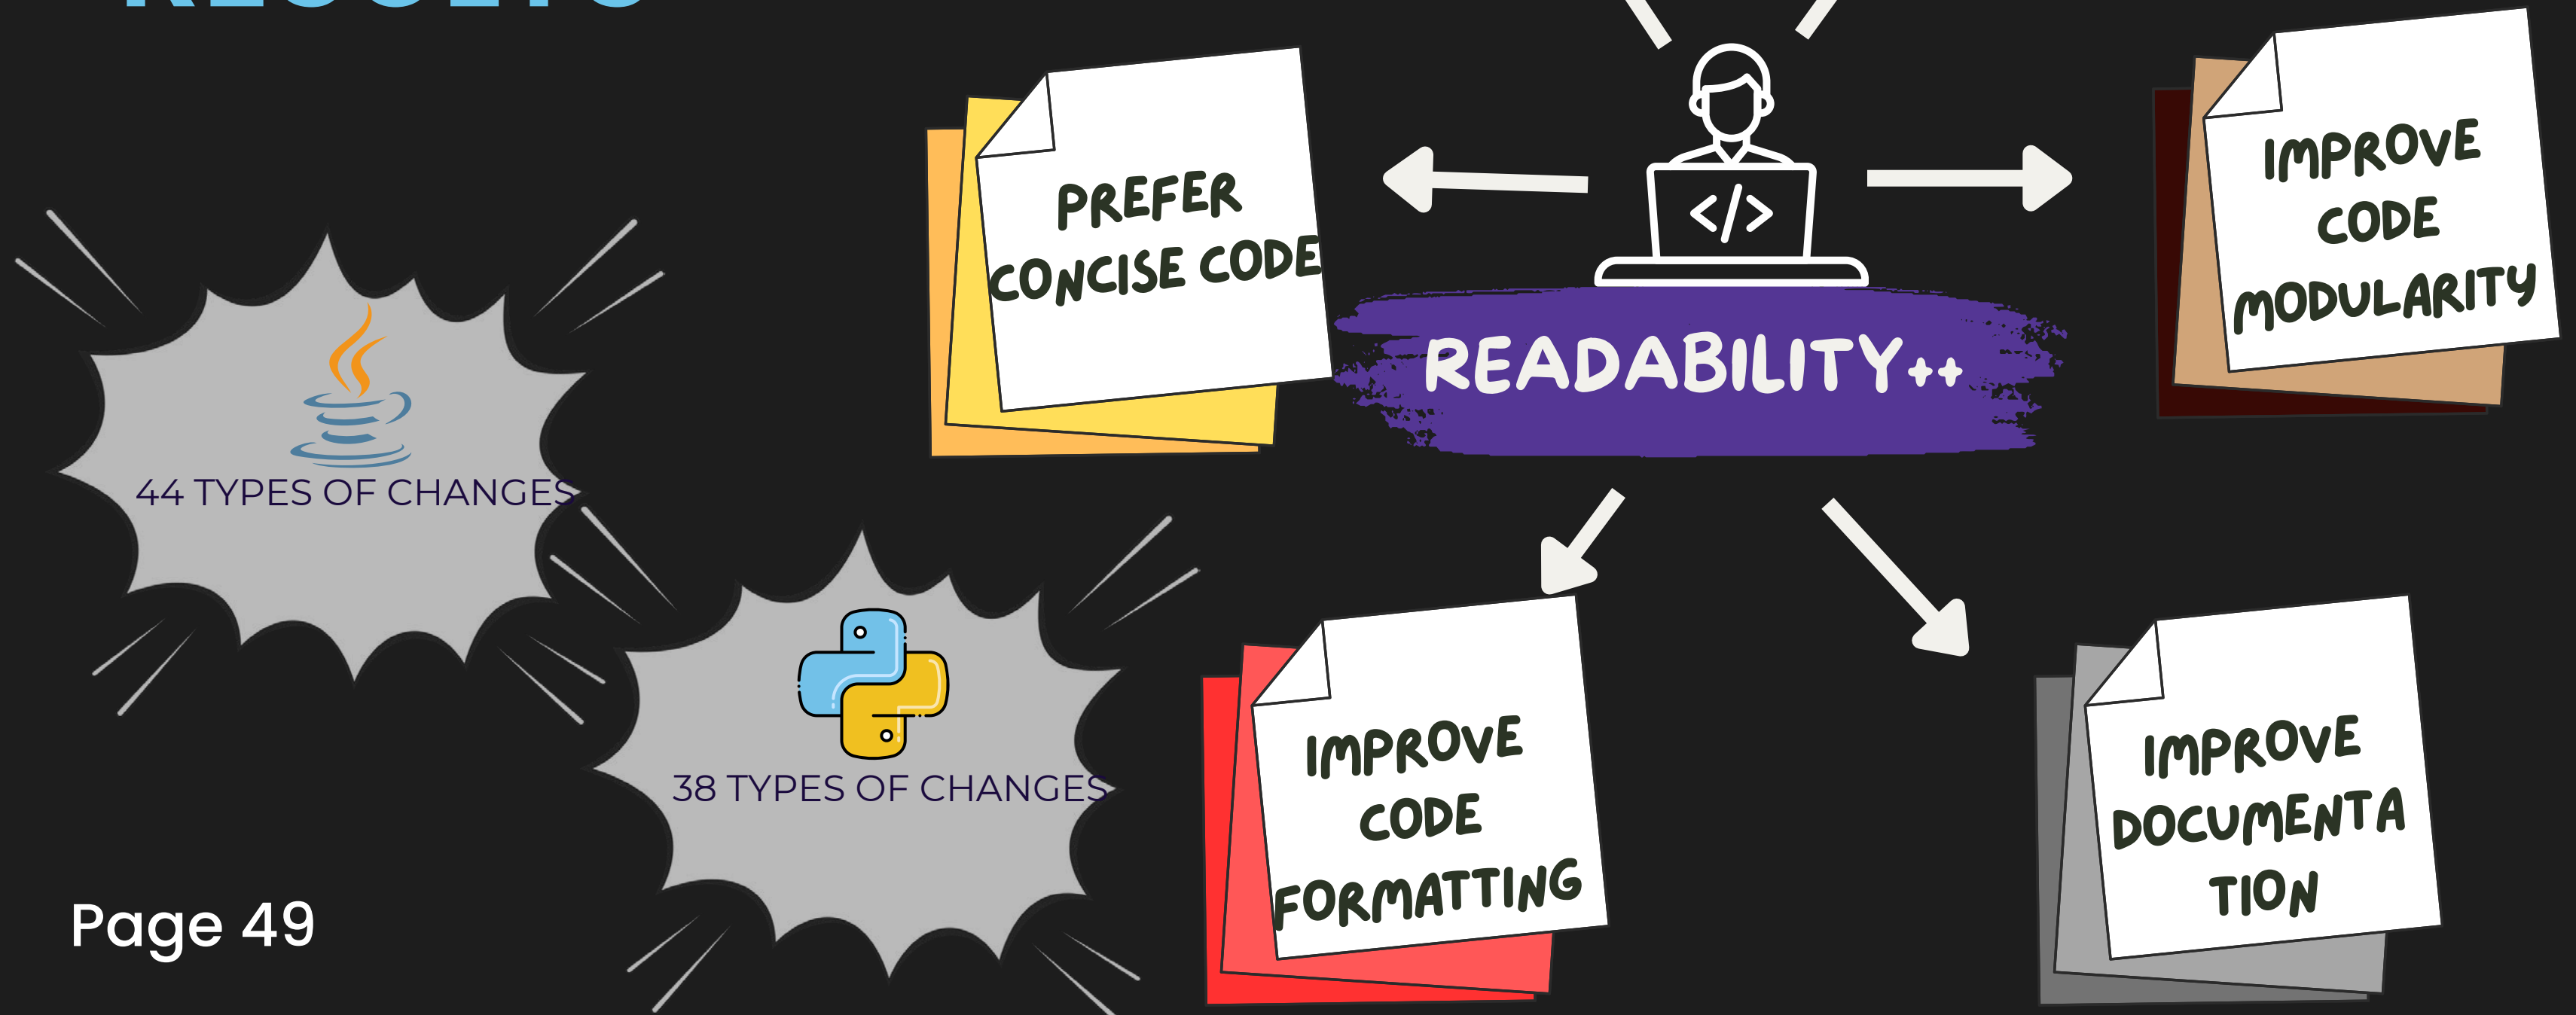 RESULTS
PREFER
CONCISE CODE
</>
IMPROVE
CODE
MODULARITY
READABILITY++
44 TYPES OF CHANGES
38 TYPES OF CHANGES
IMPROVE
CODE
FORMATTING
IMPROVE
DOCUMENTA
TION
Page 49